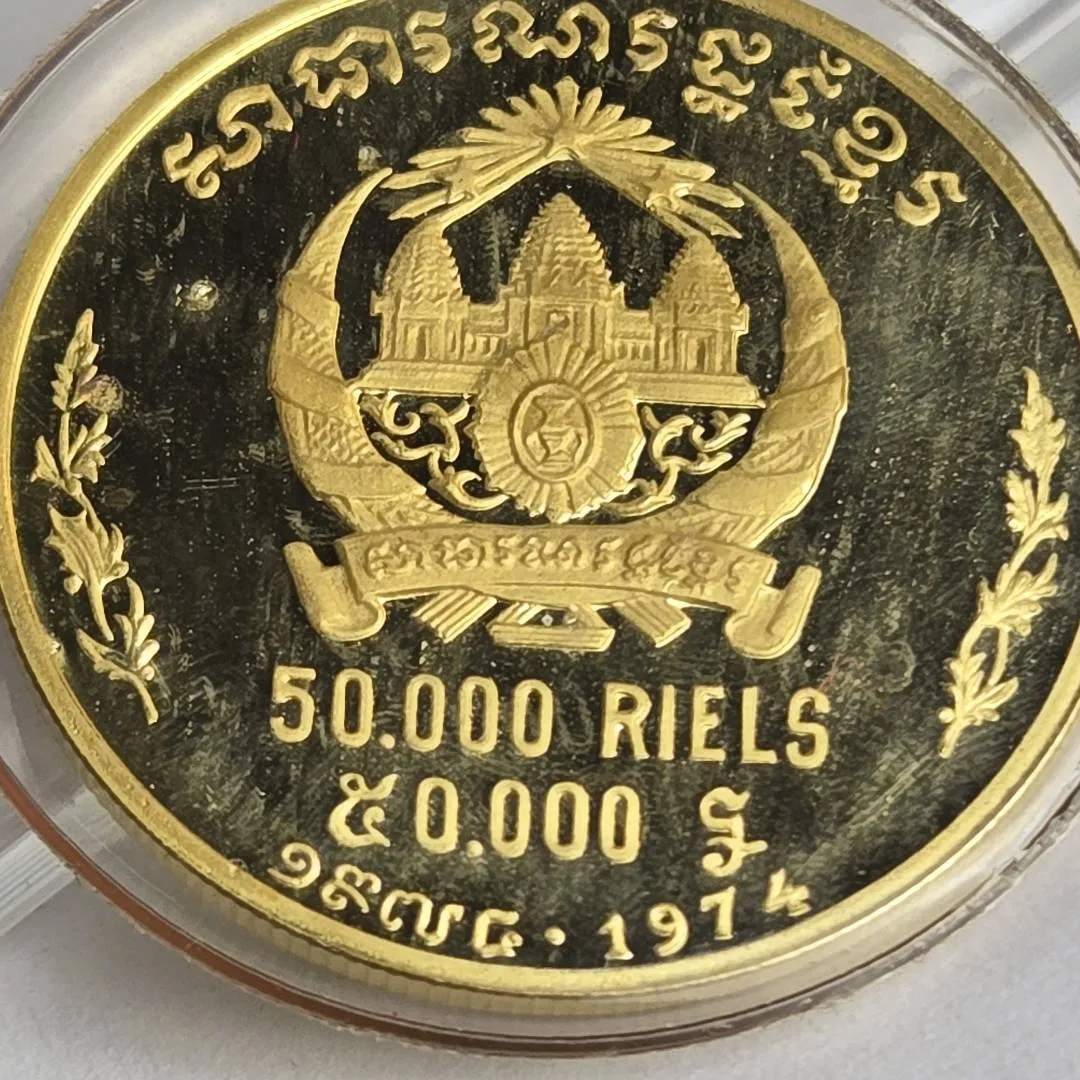 សាធារណរដ្ឋខ្មែរ
សាធារណរដ្ឋខ្មែរ
50.000 RIELS
៥0.000 ៛
១៩៧៤ · 1974